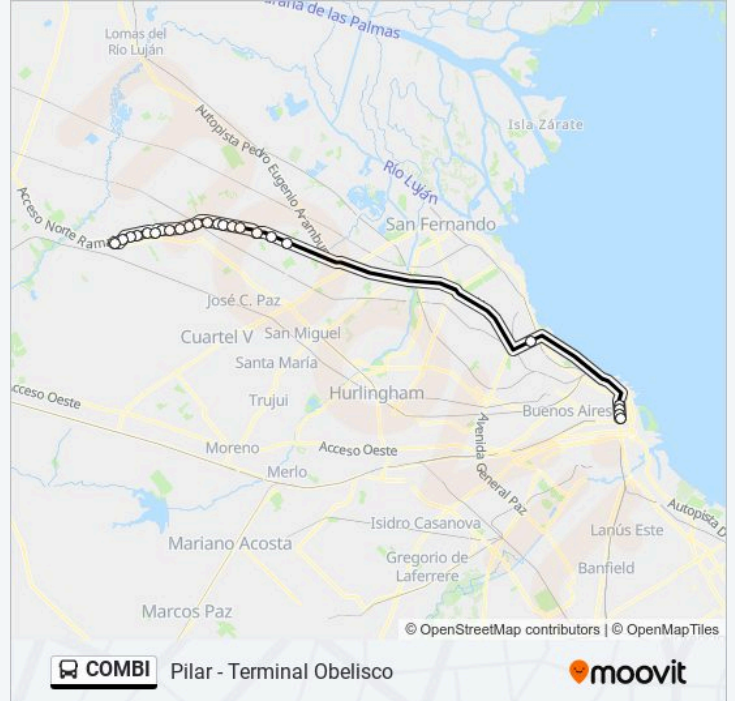 araná de las Palmas
Lomas del
Río Luján
Isla Zárate
Autopista Pedro Eugenio Arambur
Río Luján
Acceso Norte Rama
San Fernando
José C. Paz
Cuartel V
San Miguel
Santa María
Hurlingham
Trujui
Buenos Aires
cceso Oeste
Avenida General Paz
Moreno
Acceso Oeste
Merlo
Autopista D
Isidro Casanova
Lanús Este
Mariano Acosta
Gregorio de
Laferrere
Banfield
Marcos Paz
© OpenStreetMap contributors | © OpenMapTiles
COMBI Pilar - Terminal Obelisco
moovit